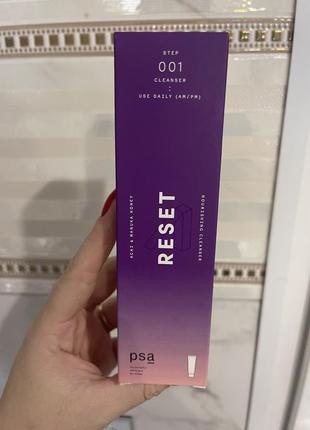 STEP
001
CLEANSER
:
USE DAILY (AM/PM)
ACAI & MANUKA HONEY
RESET
NOURISHING CLEANSER
psa